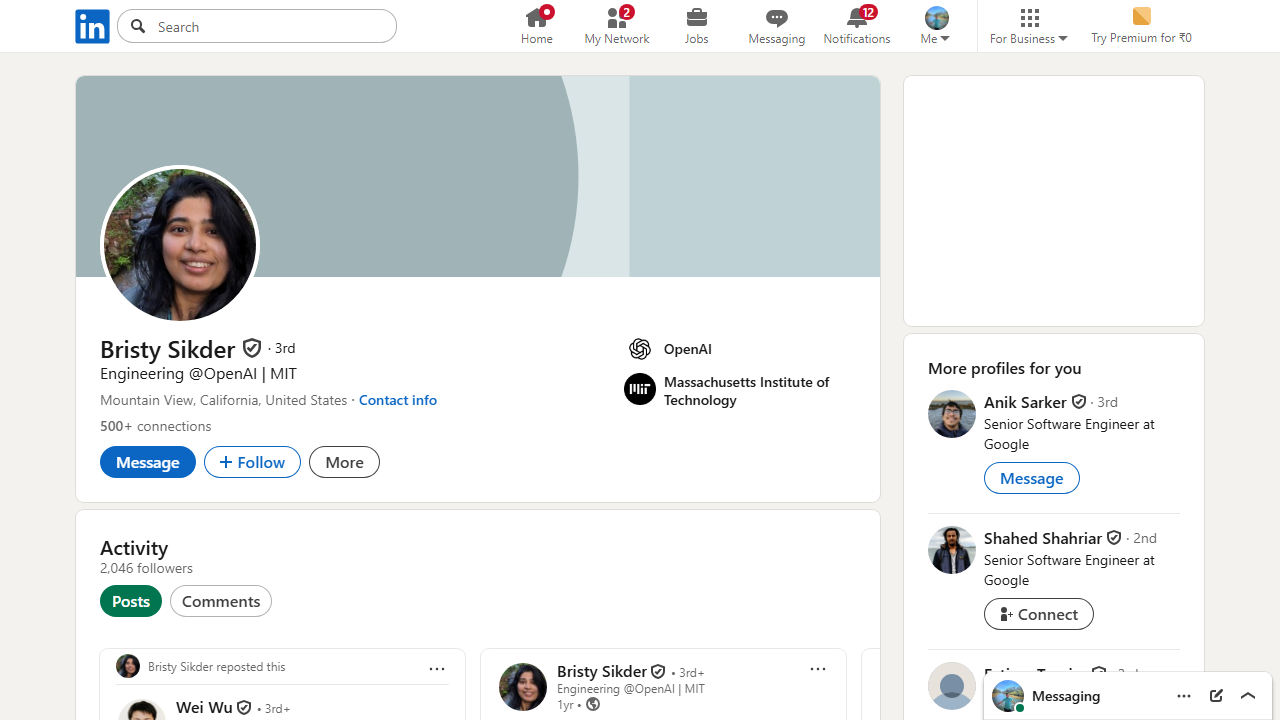 in
Search
Home
2
My Network
Jobs
Messaging
12
Notifications
Me
For Business
Try Premium for ₹0
Bristy Sikder · 3rd
Engineering @OpenAI | MIT
Mountain View, California, United States · Contact info
500+ connections
Message
+ Follow
More
OpenAI
MIT
Massachusetts Institute of
Technology
Activity
2,046 followers
Posts
Comments
Bristy Sikder reposted this
Wei Wu • 3rd+
Bristy Sikder • 3rd+
Engineering @OpenAI | MIT
1yr •
More profiles for you
Anik Sarker · 3rd
Senior Software Engineer at
Google
Message
Shahed Shahriar · 2nd
Senior Software Engineer at
Google
Connect
Messaging